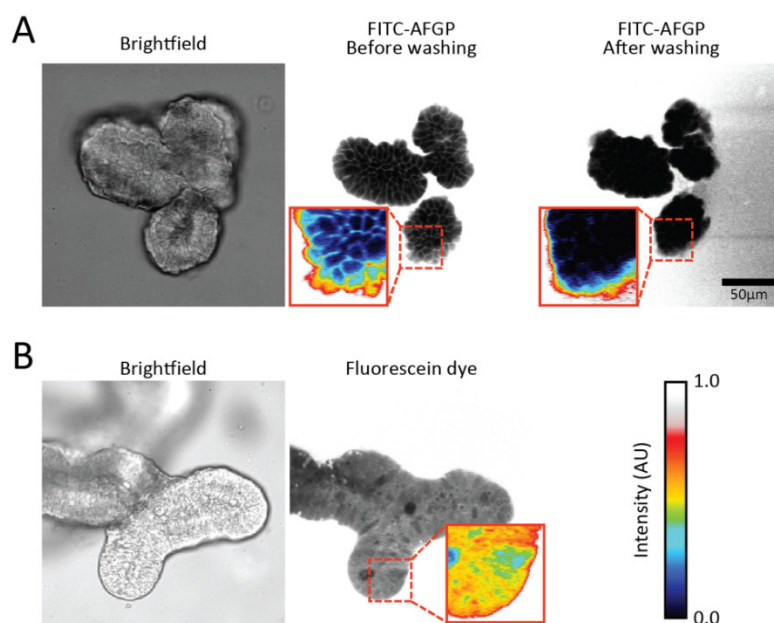 A
Brightfield
FITC-AFGP
Before washing
FITC-AFGP
After washing
50µm
B
Brightfield
Fluorescein dye
1.0
Intensity (AU)
0.0